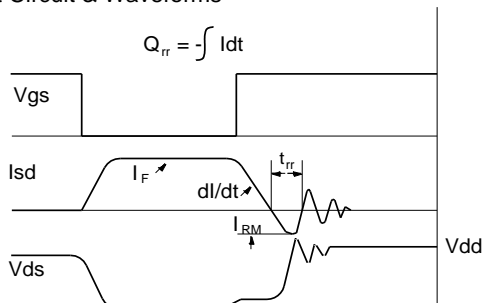 Circuit & Waveforms
Qrr = -∫ Idt
Vgs
Isd
IF
dI/dt
trr
IRM
Vds
Vdd